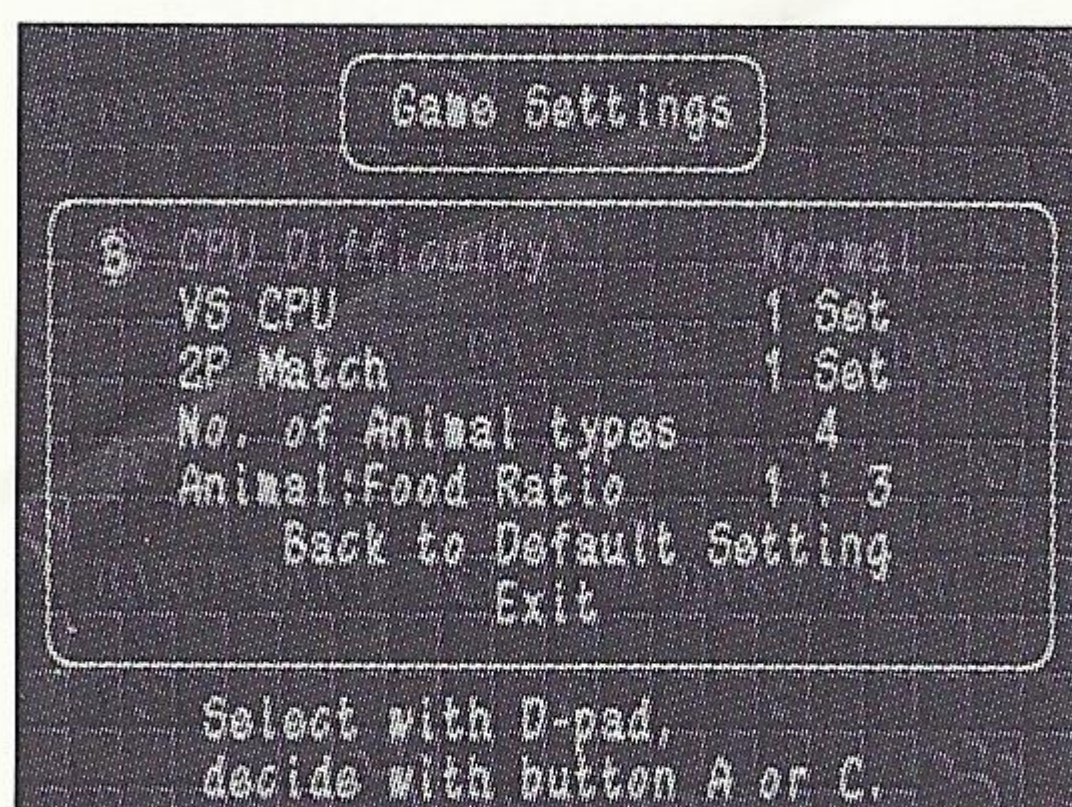 Game Settings
CPU Difficulty Normal
VS CPU 1 Set
2P Match 1 Set
No. of Animal types 4
Animal:Food Ratio 1 : 3
Back to Default Setting
Exit
Select with D-pad,
decide with button A or C.